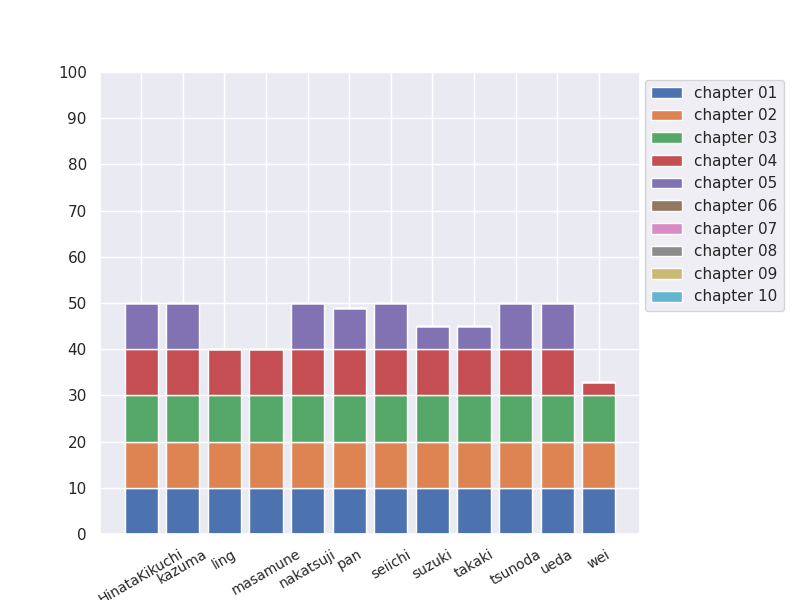 100
90
80
70
60
50
40
30
20
10
0
HinataKikuchi
kazuma
ling
masamune
nakatsuji
pan
seiichi
suzuki
takaki
tsunoda
ueda
wei
chapter 01
chapter 02
chapter 03
chapter 04
chapter 05
chapter 06
chapter 07
chapter 08
chapter 09
chapter 10